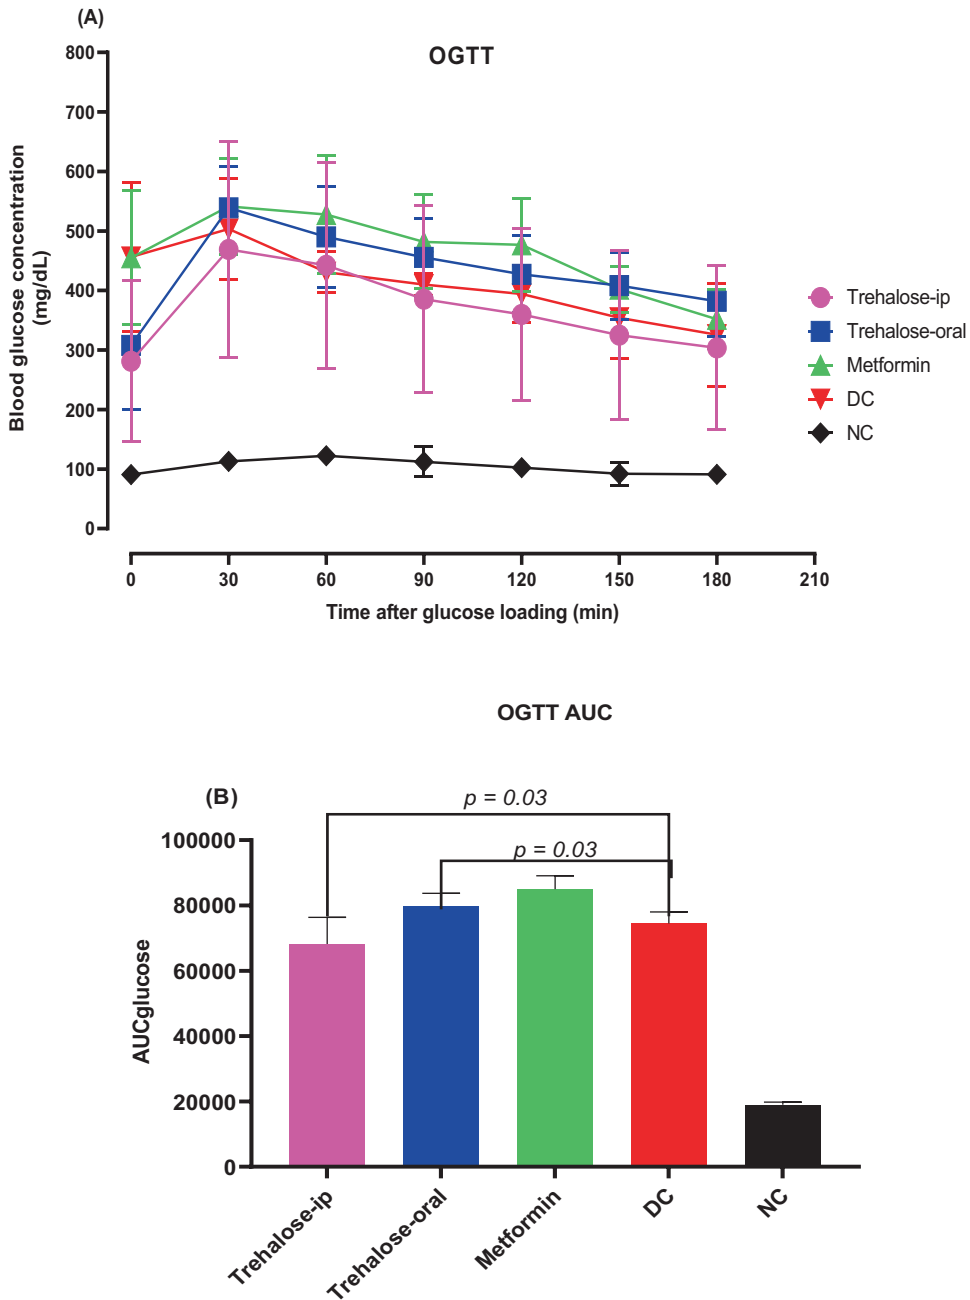 (A)
OGTT
Blood glucose concentration
(mg/dL)
800
700
600
500
400
300
200
100
0
0 30 60 90 120 150 180 210
Time after glucose loading (min)
Trehalose-ip
Trehalose-oral
Metformin
DC
NC
OGTT AUC
(B)
p = 0.03
p = 0.03
AUCglucose
100000
80000
60000
40000
20000
0
Trehalose-ip
Trehalose-oral
Metformin
DC
NC